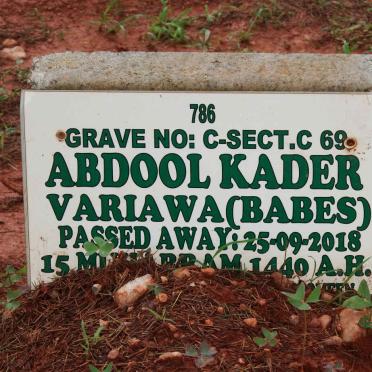 786
GRAVE NO: C-SECT.C 69
ABDOOL KADER
VARIAWA(BABES)
PASSED AWAY: 25-09-2018
15 1440 A.H.